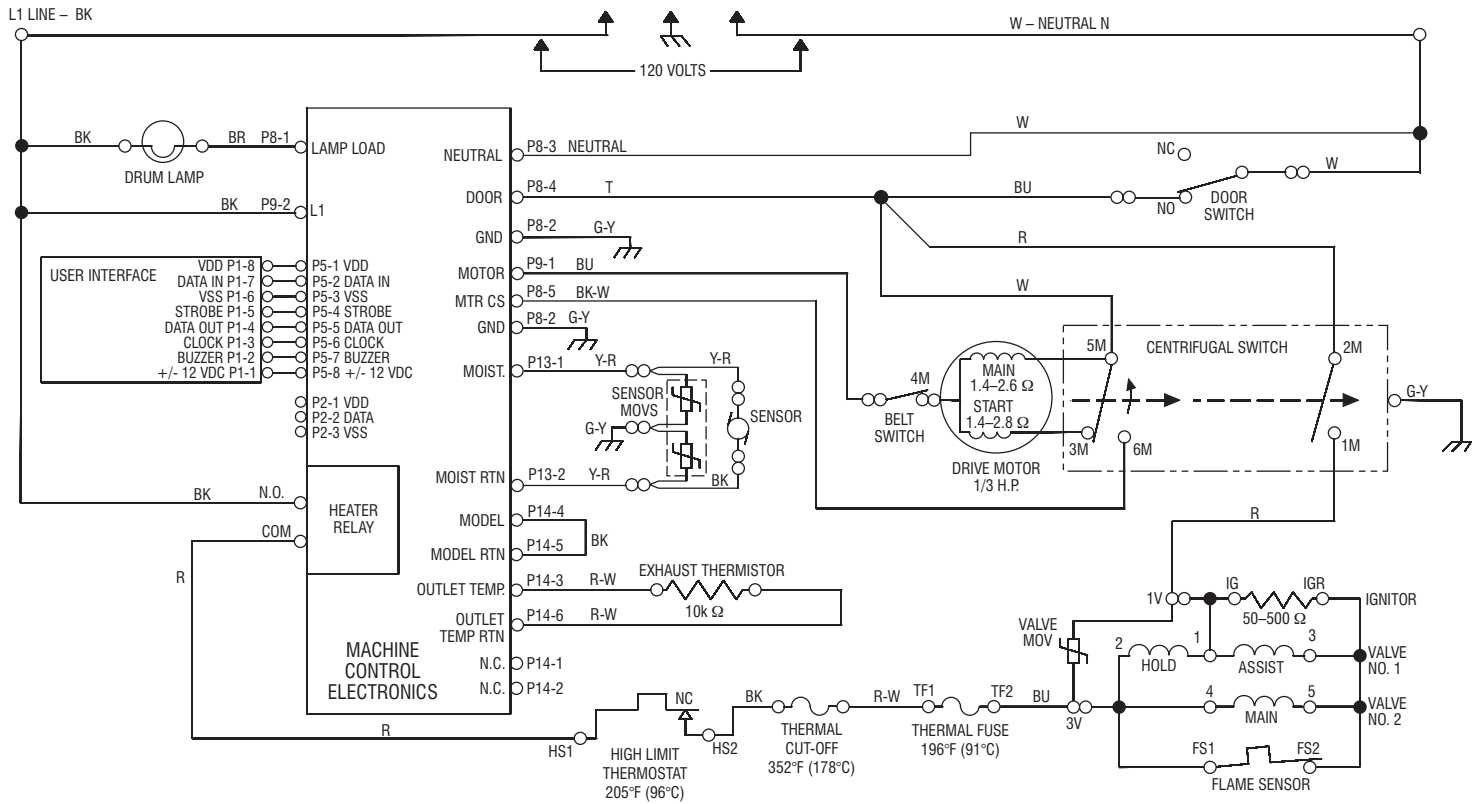 L1 LINE – BK
W – NEUTRAL N
120 VOLTS
BK
BR
P8-1
LAMP LOAD
DRUM LAMP
BK
P9-2
L1
NEUTRAL
P8-3
NEUTRAL
W
DOOR
P8-4
T
BU
NC
NO
DOOR
SWITCH
W
GND
P8-2
G-Y
R
MOTOR
P9-1
BU
MTR CS
P8-5
BK-W
W
GND
P8-2
G-Y
USER INTERFACE
VDD P1-8
P5-1 VDD
DATA IN P1-7
P5-2 DATA IN
VSS P1-6
P5-3 VSS
STROBE P1-5
P5-4 STROBE
DATA OUT P1-4
P5-5 DATA OUT
CLOCK P1-3
P5-6 CLOCK
BUZZER P1-2
P5-7 BUZZER
+/- 12 VDC P1-1
P5-8 +/- 12 VDC
P2-1 VDD
P2-2 DATA
P2-3 VSS
MOIST.
P13-1
Y-R
Y-R
SENSOR
MOVS
G-Y
SENSOR
MOIST RTN
P13-2
Y-R
BK
4M
BELT
SWITCH
MAIN
1.4–2.6 Ω
START
1.4–2.8 Ω
DRIVE MOTOR
1/3 H.P.
5M
CENTRIFUGAL SWITCH
2M
3M
6M
1M
G-Y
BK
N.O.
HEATER
RELAY
COM
R
MODEL
P14-4
BK
MODEL RTN
P14-5
OUTLET TEMP.
P14-3
R-W
EXHAUST THERMISTOR
10k Ω
OUTLET
TEMP RTN
P14-6
R-W
N.C.
P14-1
N.C.
P14-2
MACHINE
CONTROL
ELECTRONICS
R
1V
IG
IGR
IGNITOR
50–500 Ω
VALVE
MOV
2
HOLD
1
ASSIST
3
VALVE
NO. 1
4
MAIN
5
VALVE
NO. 2
FS1
FS2
FLAME SENSOR
R
HS1
NC
HS2
HIGH LIMIT
THERMOSTAT
205°F (96°C)
BK
THERMAL
CUT-OFF
352°F (178°C)
R-W
TF1
TF2
THERMAL FUSE
196°F (91°C)
BU
3V